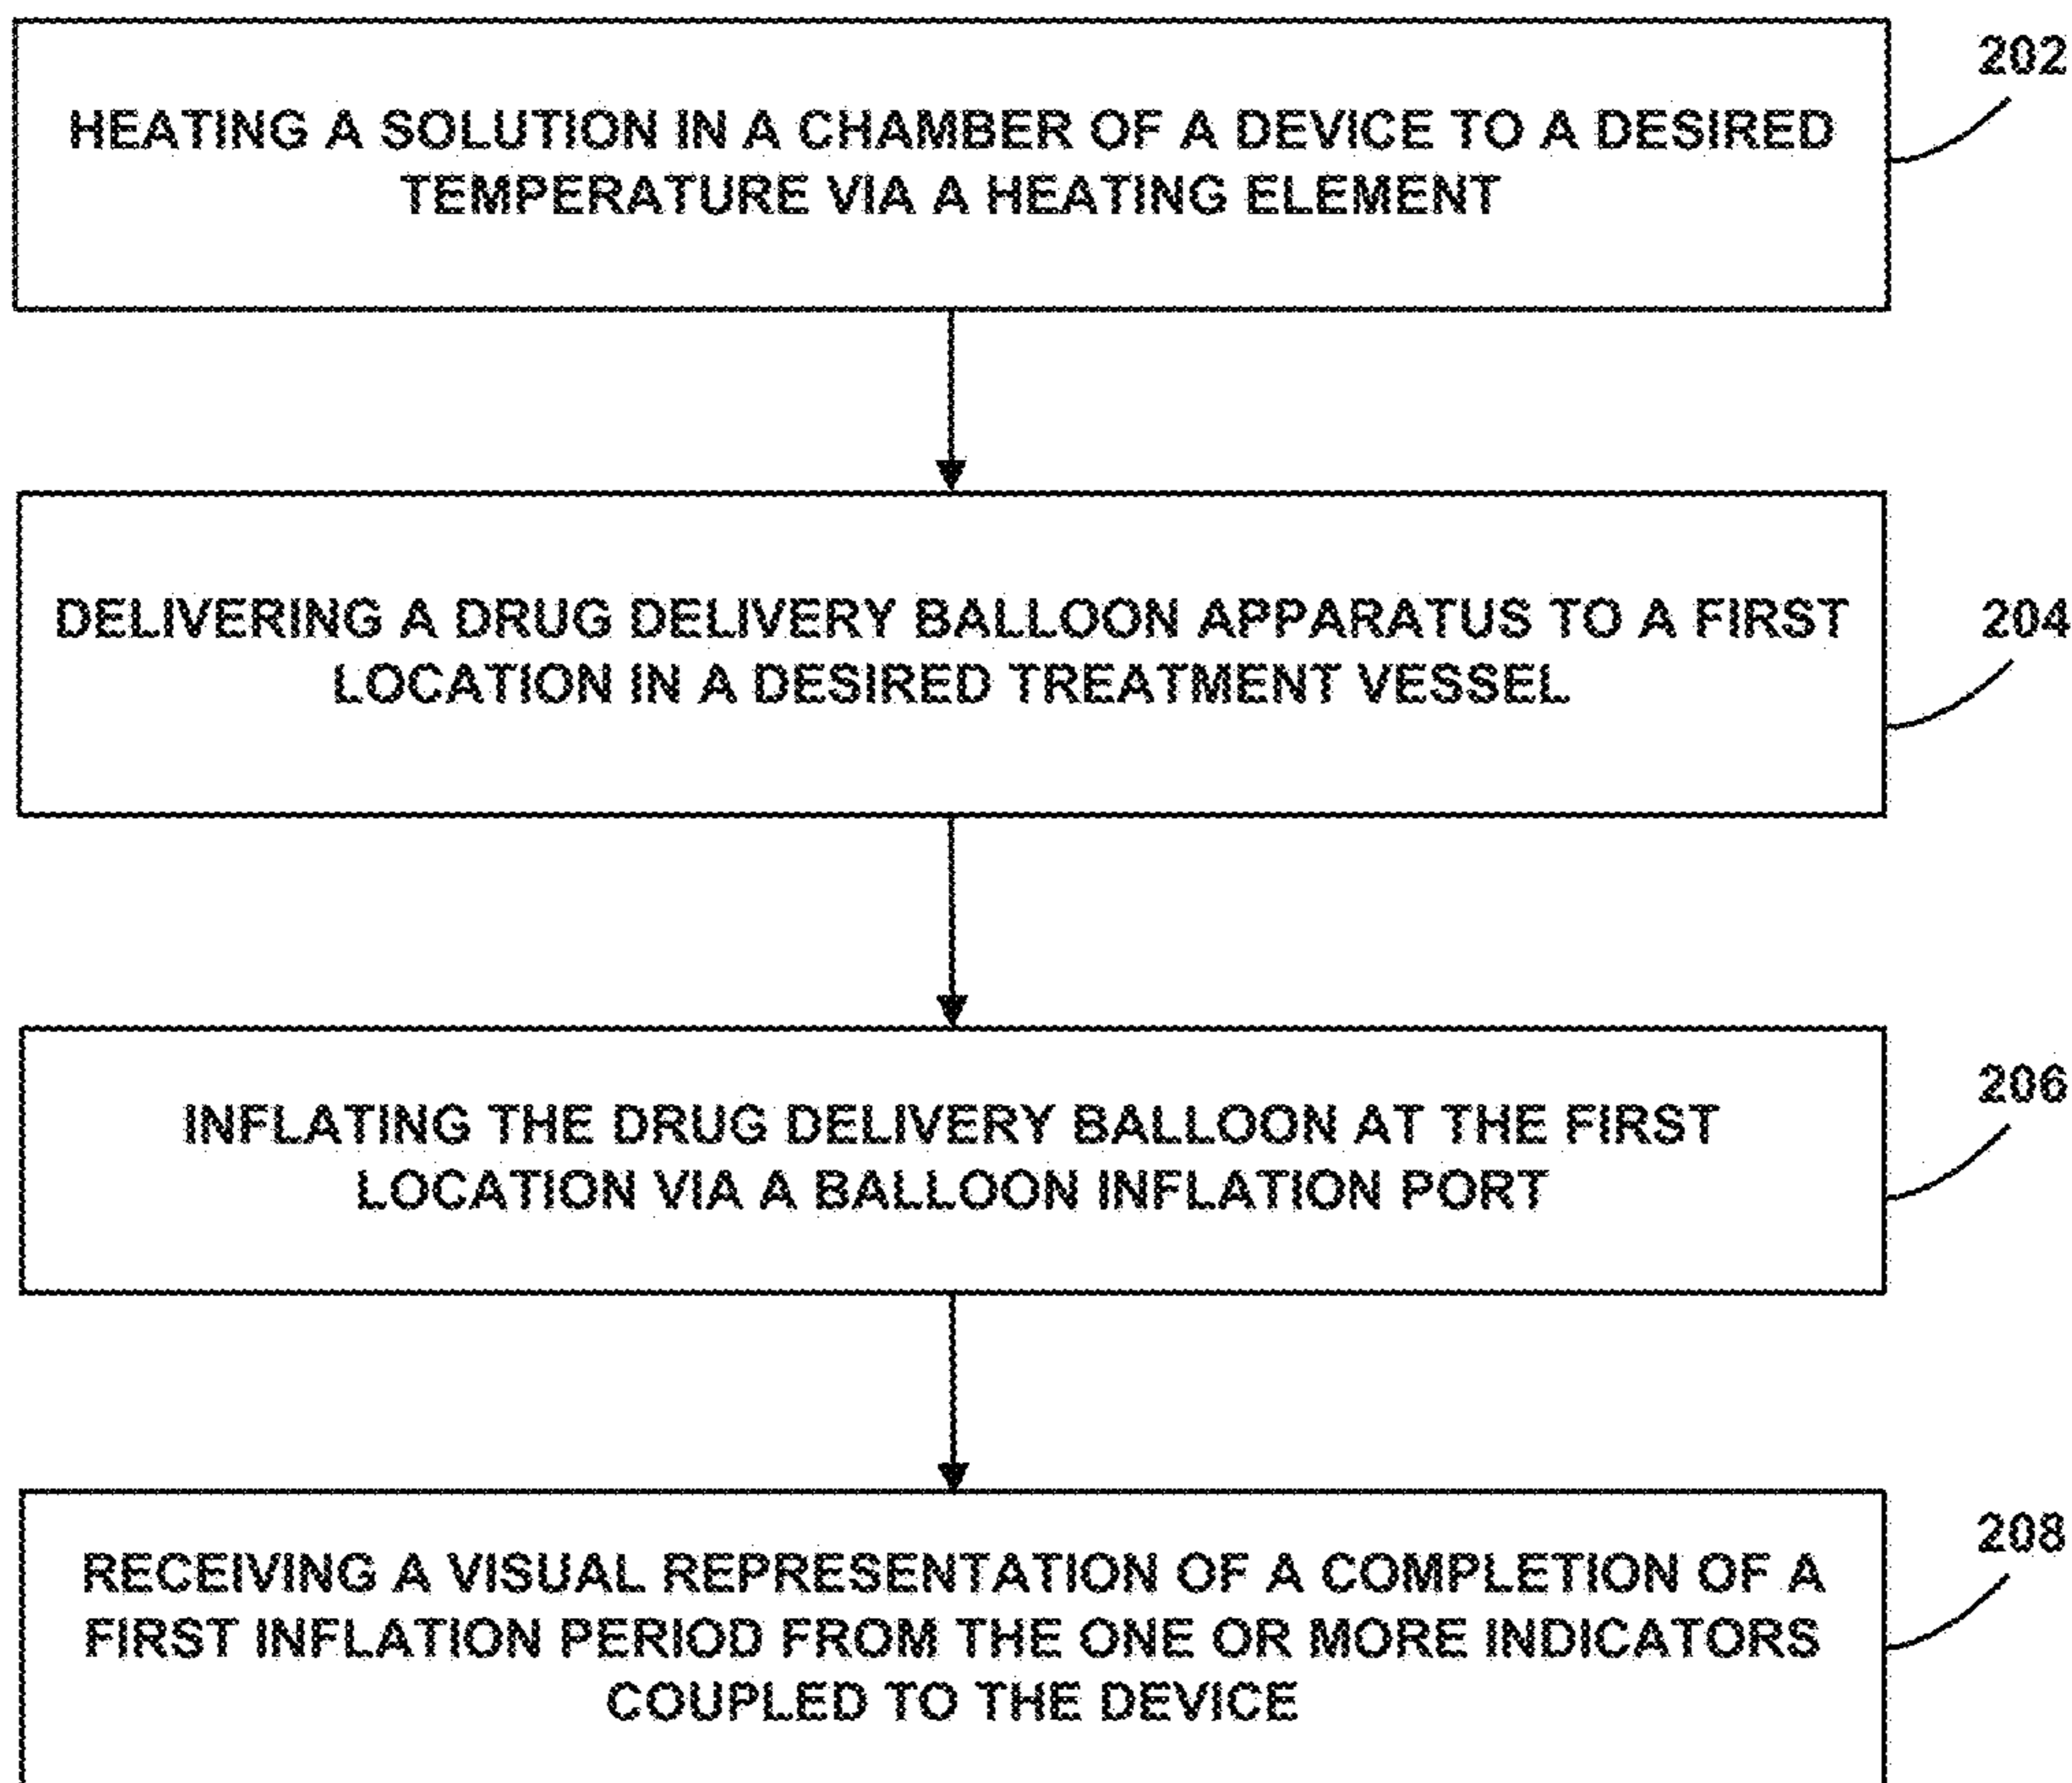 202
HEATING A SOLUTION IN A CHAMBER OF A DEVICE TO A DESIRED
TEMPERATURE VIA A HEATING ELEMENT
DELIVERING A DRUG DELIVERY BALLOON APPARATUS TO A FIRST
LOCATION IN A DESIRED TREATMENT VESSEL
204
INFLATING THE DRUG DELIVERY BALLOON AT THE FIRST
LOCATION VIA A BALLOON INFLATION PORT
206
RECEIVING A VISUAL REPRESENTATION OF A COMPLETION OF A
FIRST INFLATION PERIOD FROM THE ONE OR MORE INDICATORS
COUPLED TO THE DEVICE
208